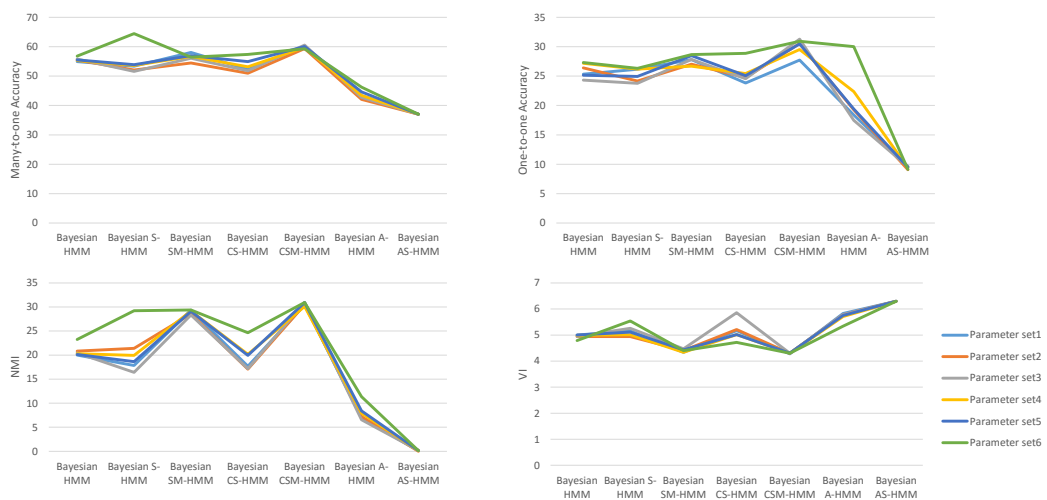 70
60
50
40
30
20
10
0
Many-to-one Accuracy
Bayesian HMM
Bayesian S-HMM
Bayesian SM-HMM
Bayesian CS-HMM
Bayesian CSM-HMM
Bayesian A-HMM
Bayesian AS-HMM
35
30
25
20
15
10
5
0
One-to-one Accuracy
Bayesian HMM
Bayesian S-HMM
Bayesian SM-HMM
Bayesian CS-HMM
Bayesian CSM-HMM
Bayesian A-HMM
Bayesian AS-HMM
35
30
25
20
15
10
5
0
NMI
Bayesian HMM
Bayesian S-HMM
Bayesian SM-HMM
Bayesian CS-HMM
Bayesian CSM-HMM
Bayesian A-HMM
Bayesian AS-HMM
7
6
5
4
3
2
1
0
VI
Bayesian HMM
Bayesian S-HMM
Bayesian SM-HMM
Bayesian CS-HMM
Bayesian CSM-HMM
Bayesian A-HMM
Bayesian AS-HMM
Parameter set1
Parameter set2
Parameter set3
Parameter set4
Parameter set5
Parameter set6